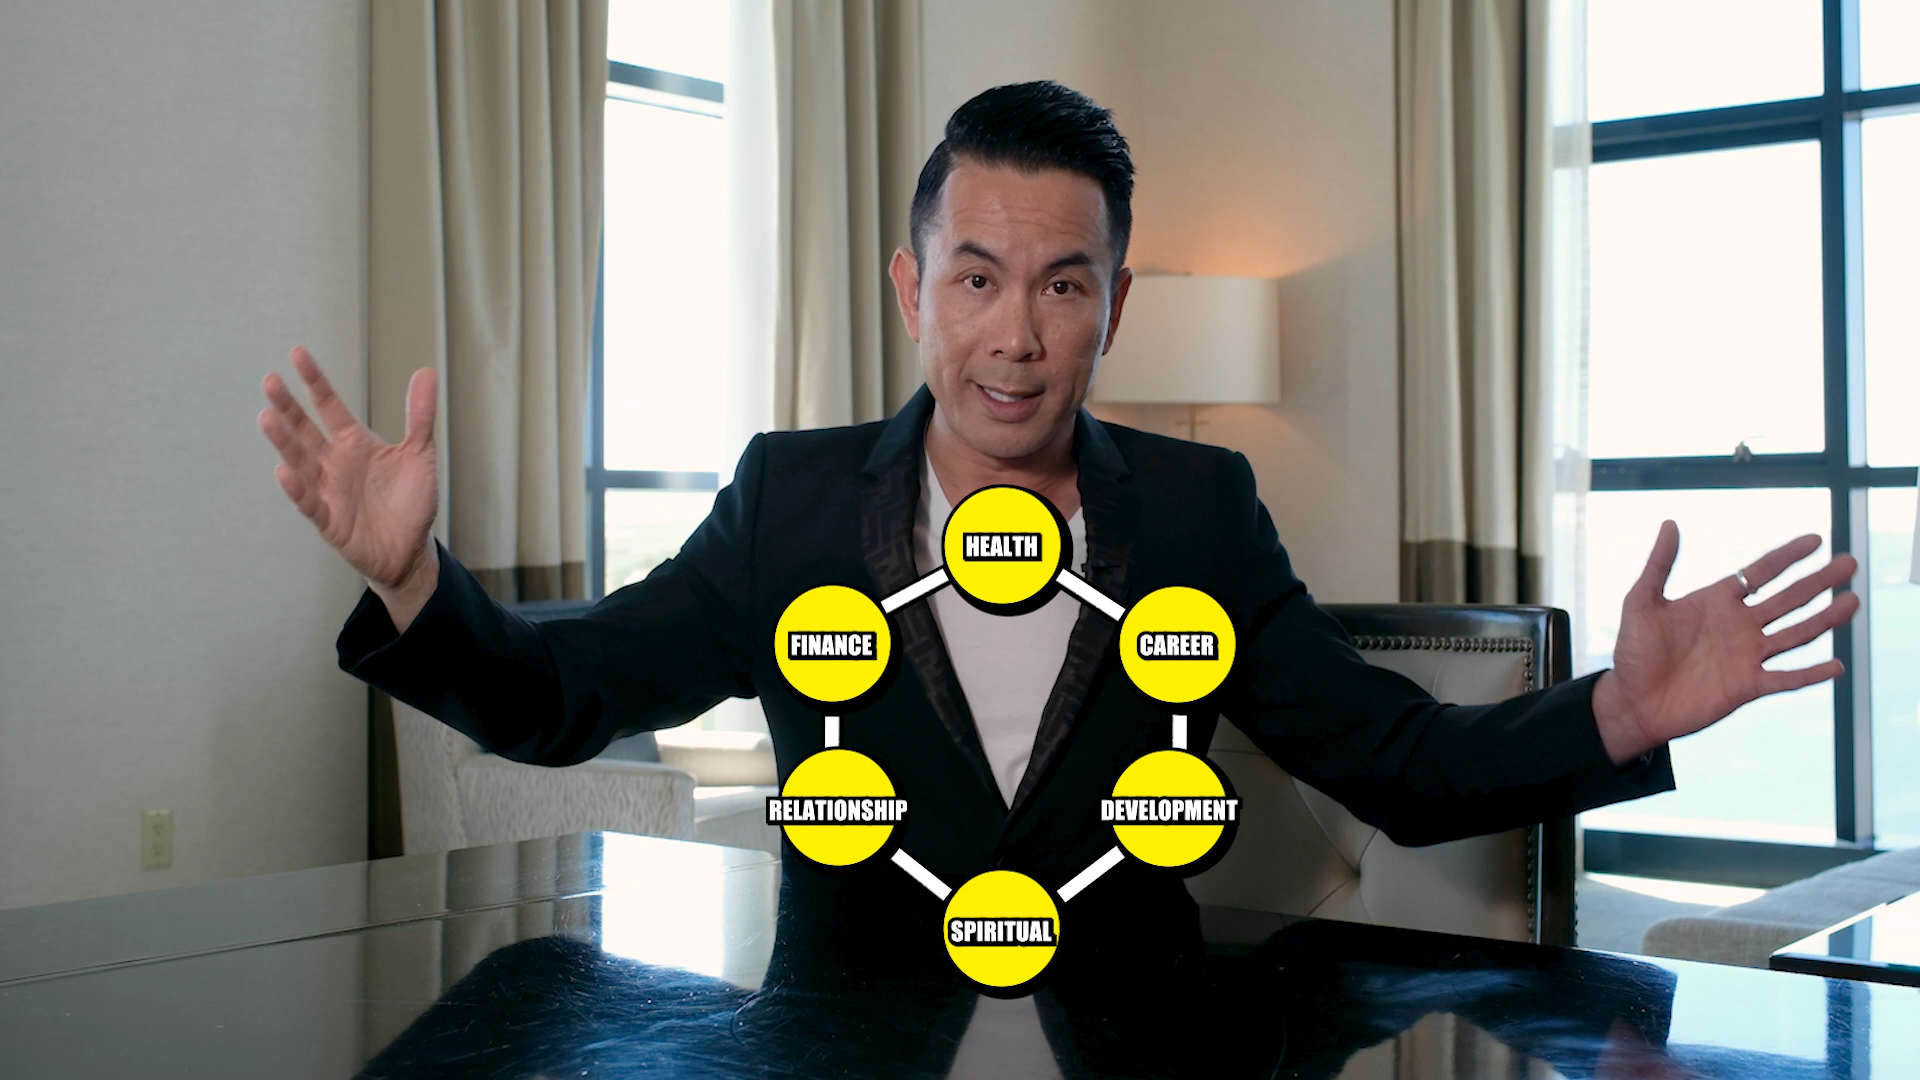 HEALTH
FINANCE
CAREER
RELATIONSHIP
DEVELOPMENT
SPIRITUAL